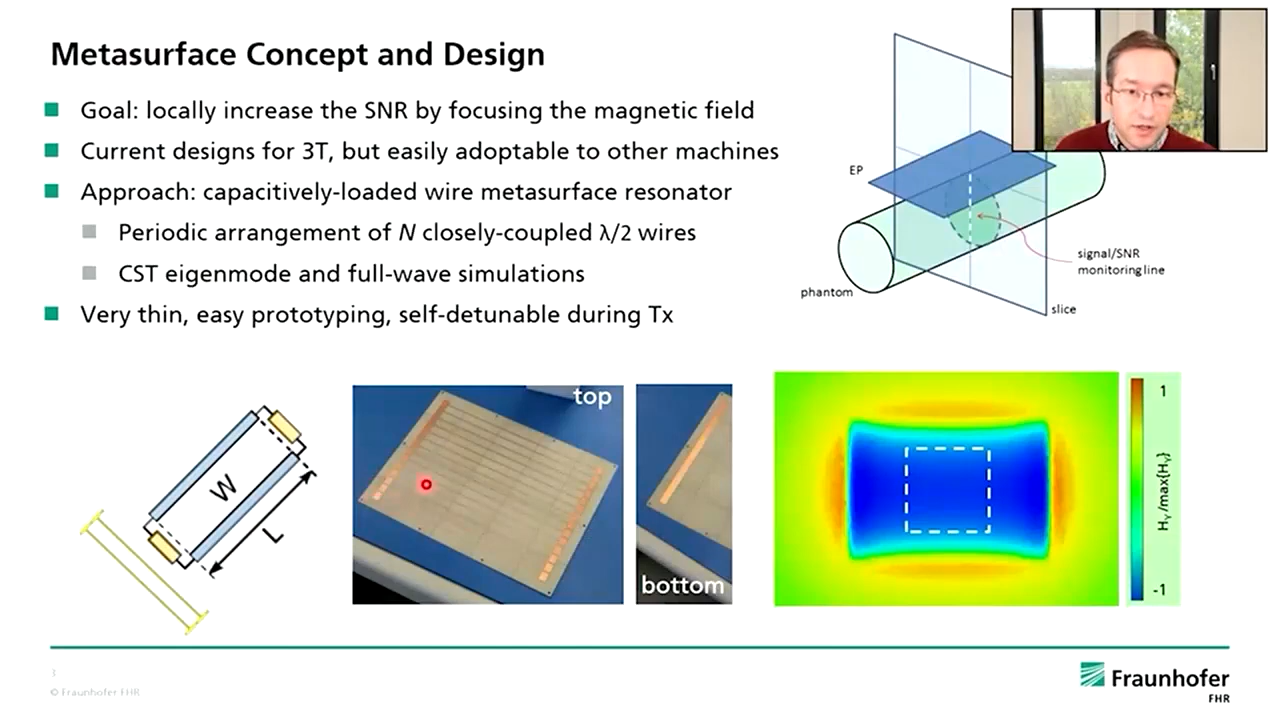 Metasurface Concept and Design
Goal: locally increase the SNR by focusing the magnetic field
Current designs for 3T, but easily adoptable to other machines
Approach: capacitively-loaded wire metasurface resonator
Periodic arrangement of N closely-coupled λ/2 wires
CST eigenmode and full-wave simulations
Very thin, easy prototyping, self-detunable during Tx
EP
signal/SNR
monitoring line
phantom
slice
W
L
top
bottom
1
Hγ/max{Hγ}
-1
3
© Fraunhofer FHR
Fraunhofer
FHR